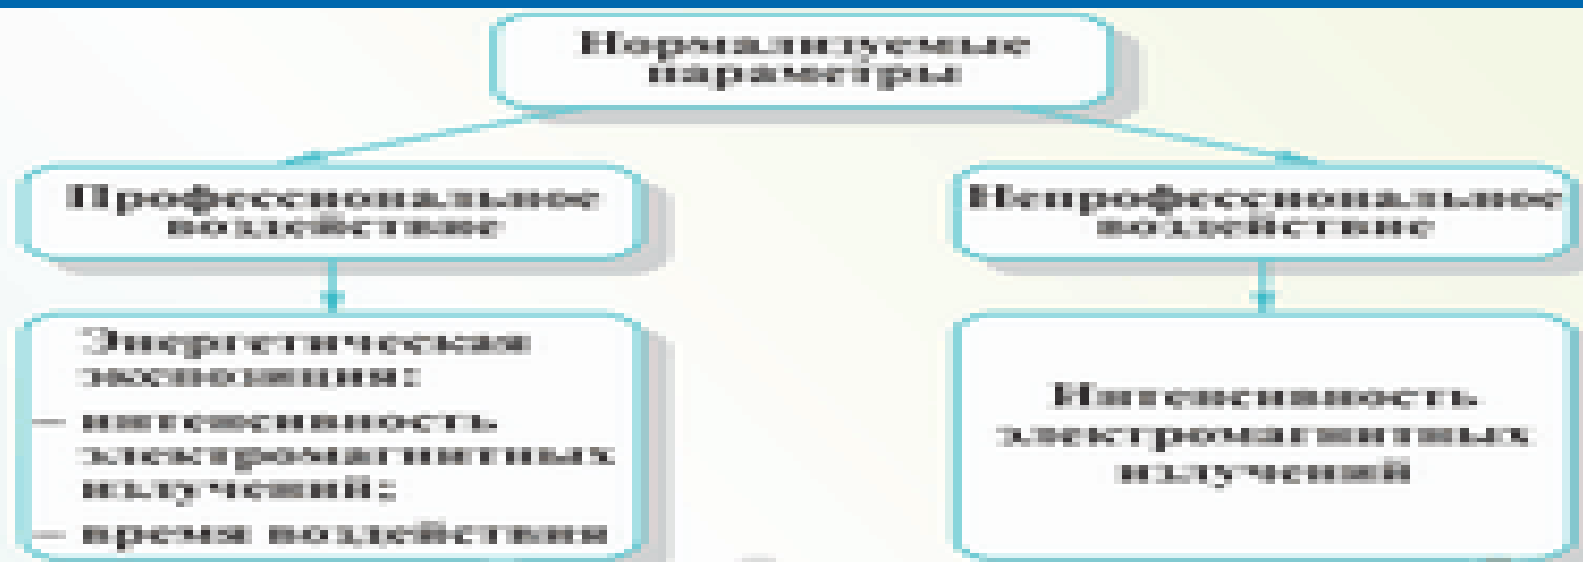 Нормализуемые
параметры
Профессиональное
воздействие
Непрофессиональное
воздействие
Энергетическая
экспозиция:
— интенсивность
электромагнитных
излучений;
— время воздействия
Интенсивность
электромагнитных
излучений